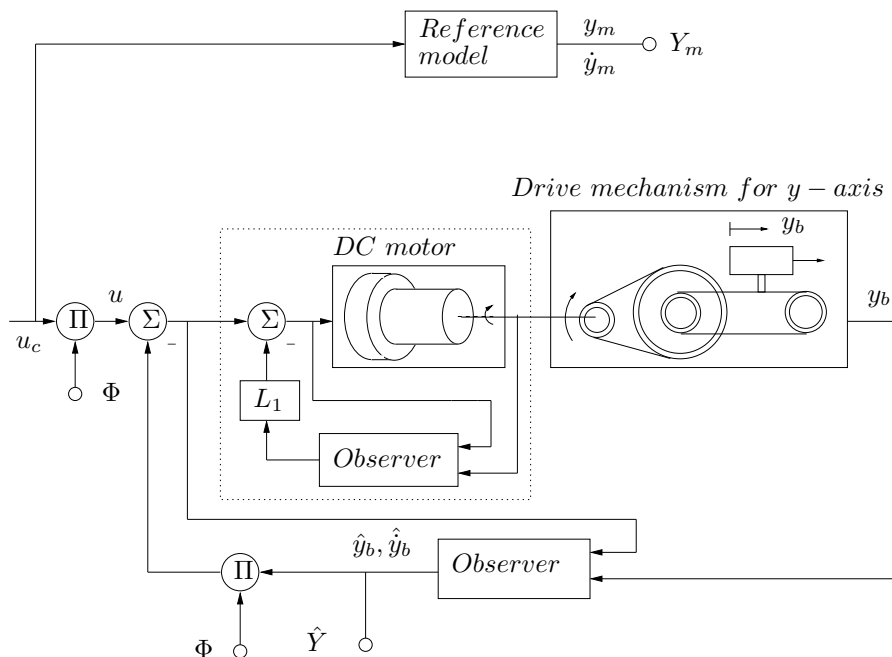 Reference
model
y_m
ẏ_m
Y_m
Drive mechanism for y − axis
y_b
DC motor
u_c
Π
u
Σ
−
Σ
−
y_b
Φ
L_1
Observer
ŷ_b, ẏ̂_b
Observer
Π
Φ
Ŷ